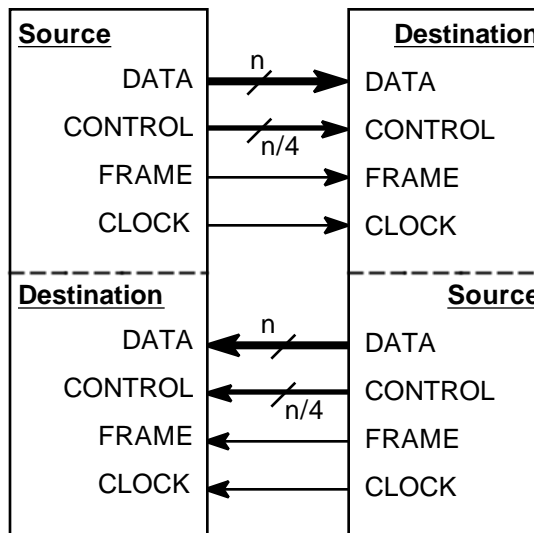 Source Destination
n
DATA DATA
CONTROL CONTROL
n/4
FRAME FRAME
CLOCK CLOCK
Destination Source
DATA n DATA
CONTROL CONTROL
n/4
FRAME FRAME
CLOCK CLOCK